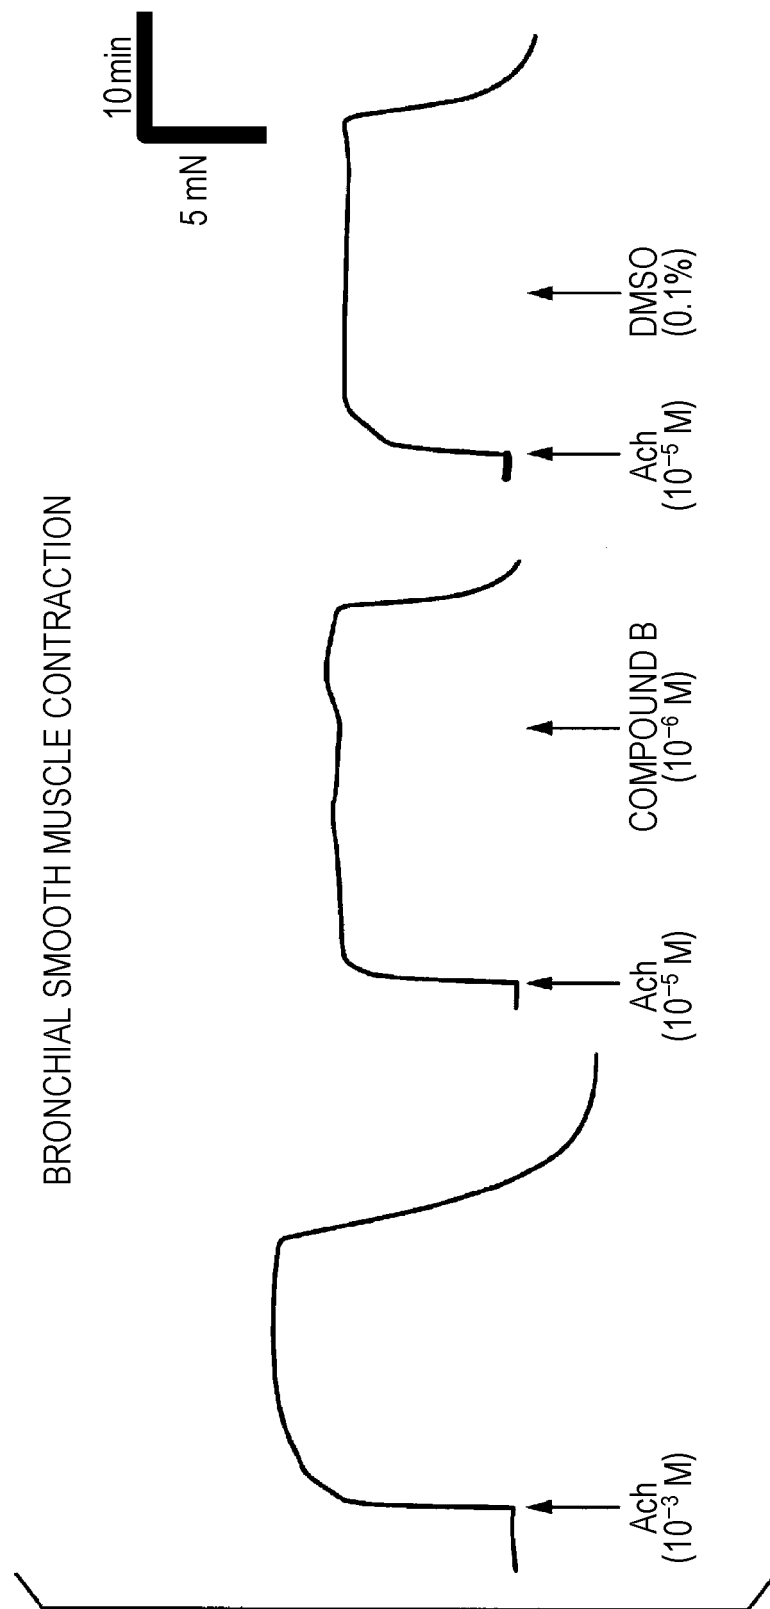 BRONCHIAL SMOOTH MUSCLE CONTRACTION
10 min
5 mN
Ach
(10⁻³ M)
Ach
(10⁻⁵ M)
COMPOUND B
(10⁻⁶ M)
Ach
(10⁻⁵ M)
DMSO
(0.1%)